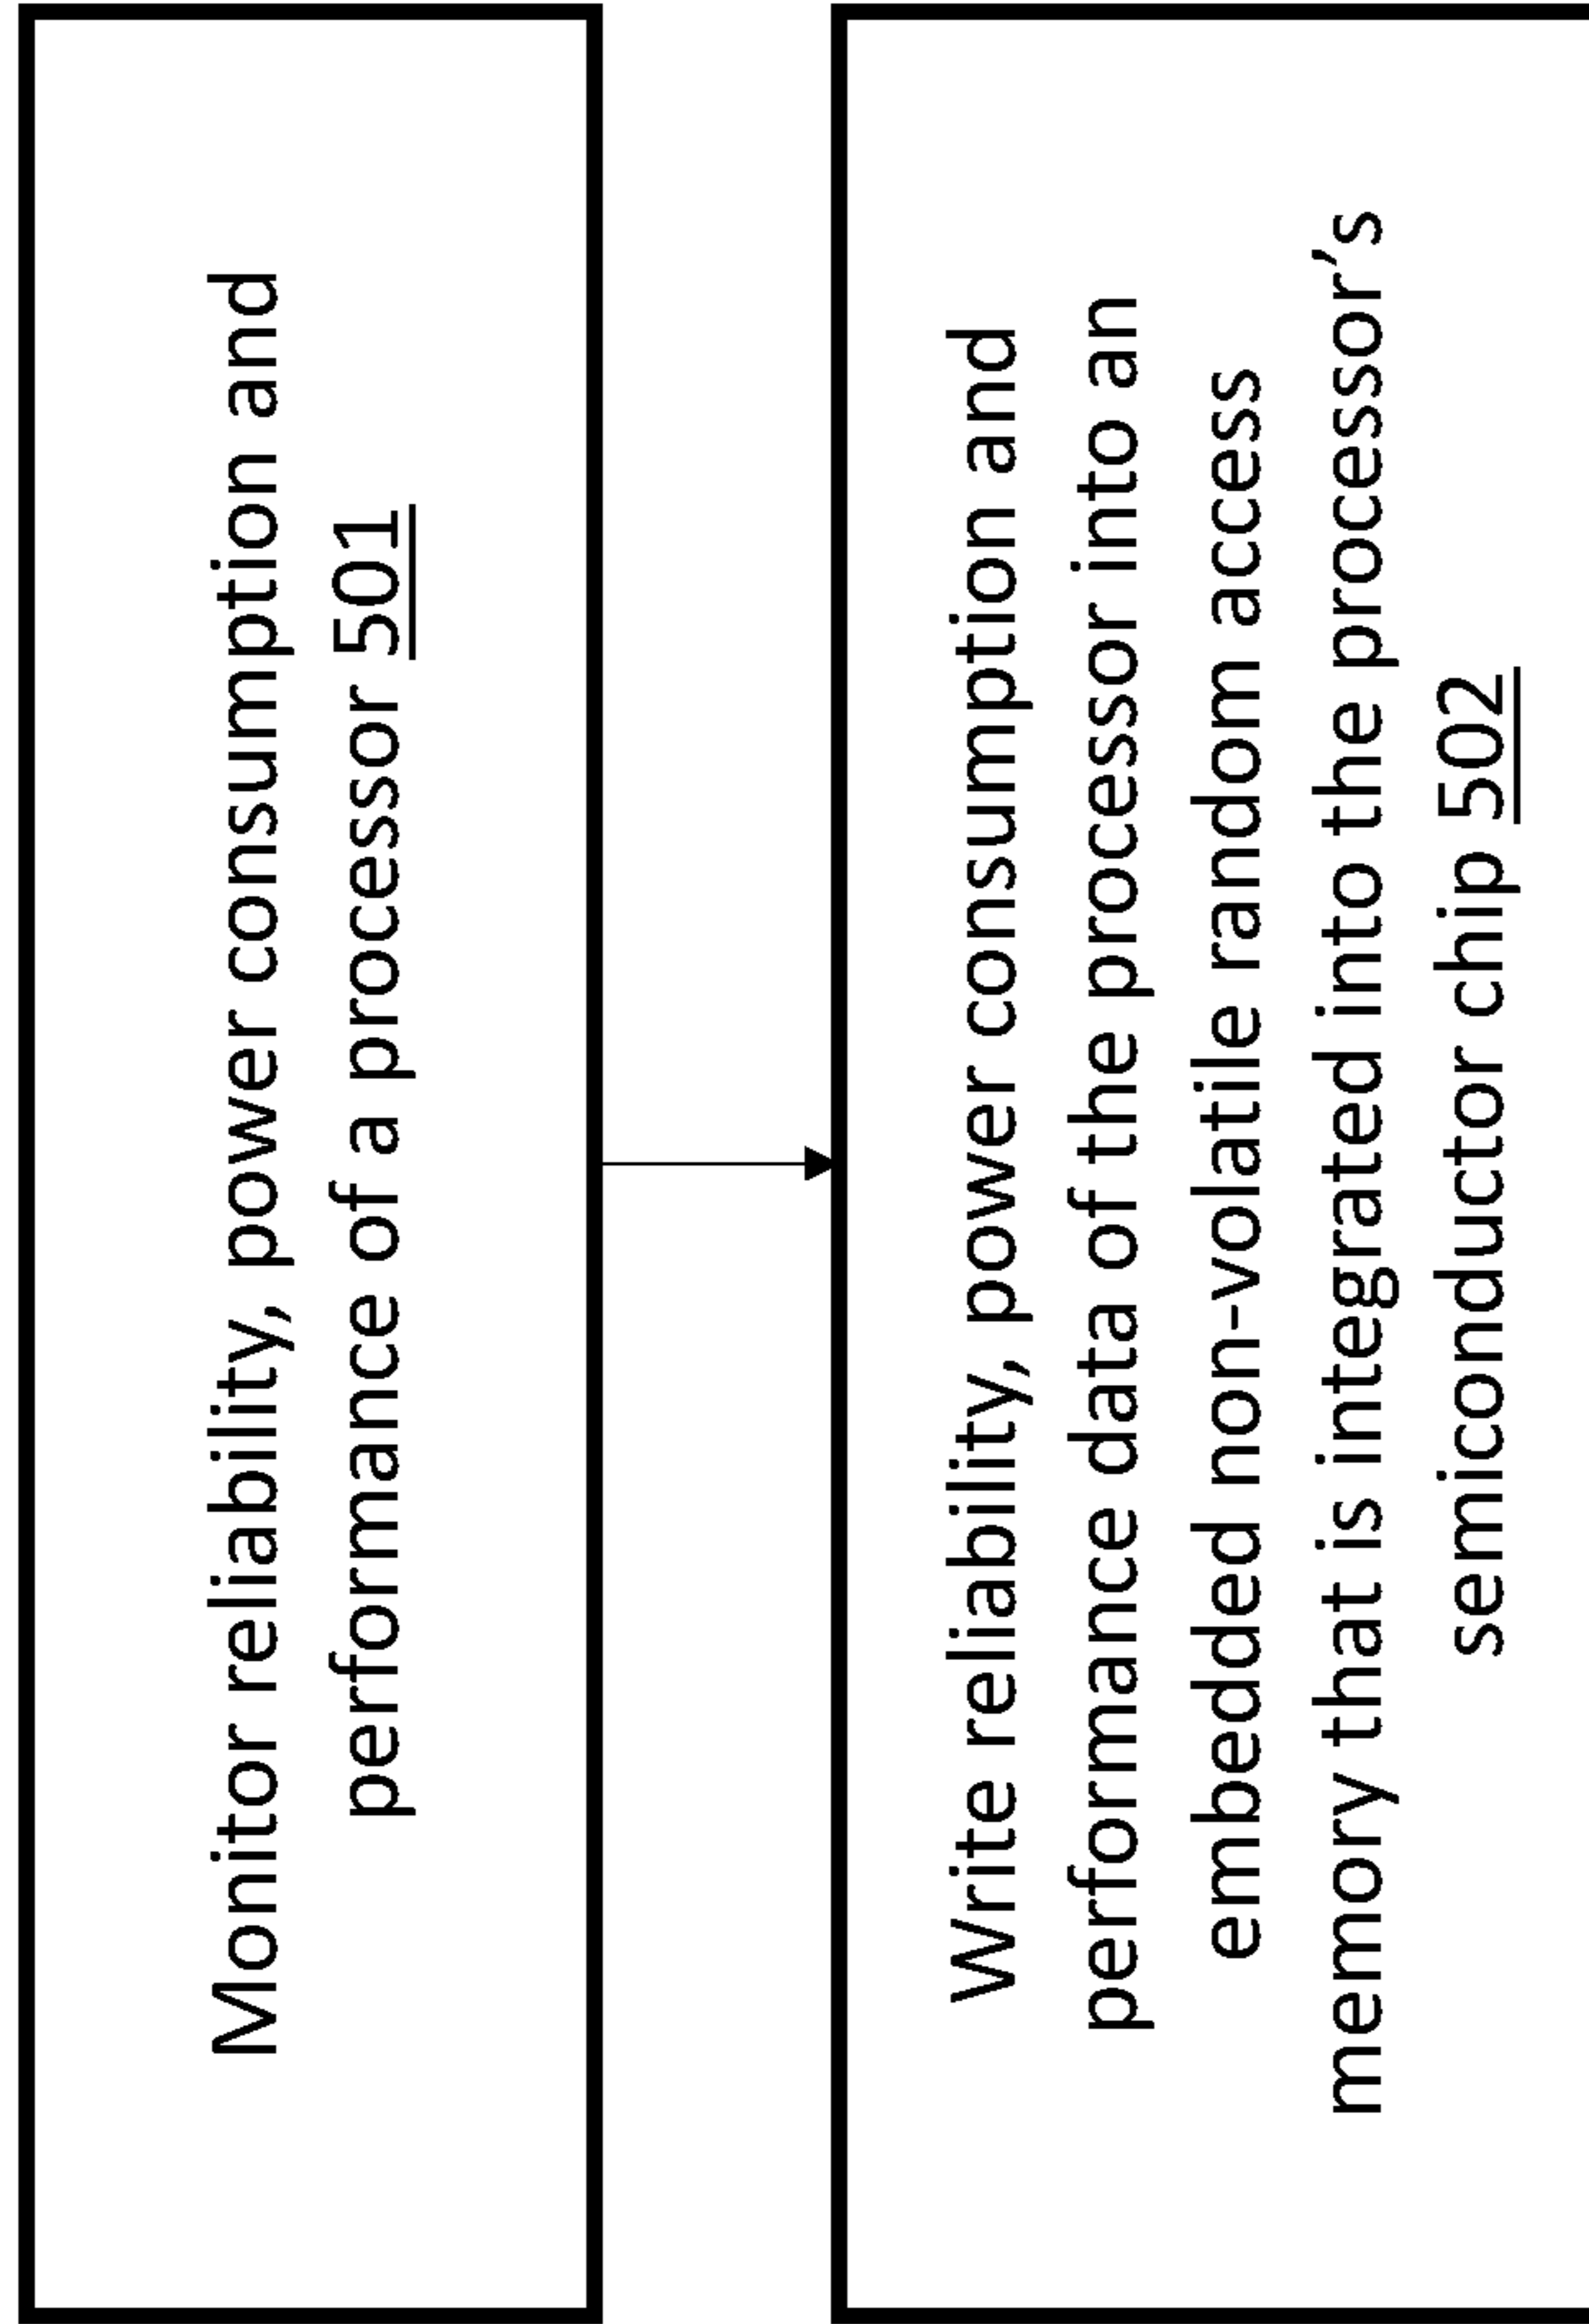 Monitor reliability, power consumption and
performance of a processor 501
Write reliability, power consumption and
performance data of the processor into an
embedded non-volatile random access
memory that is integrated into the processor’s
semiconductor chip 502